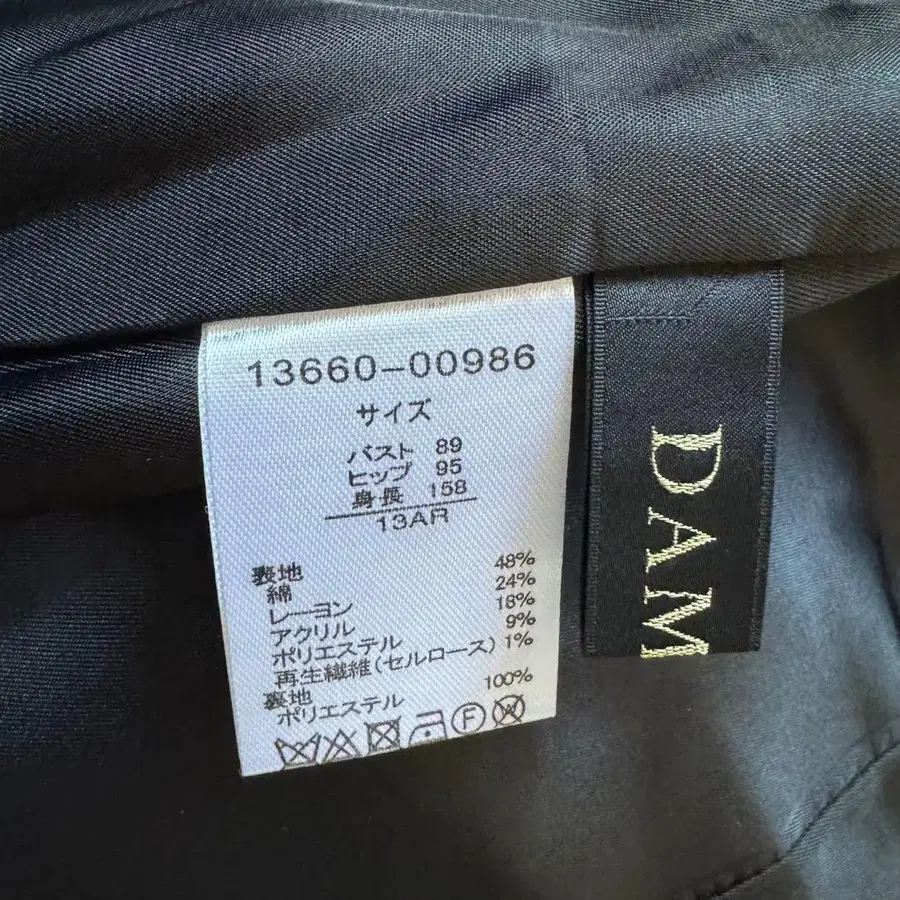 13660-00986
サイズ
バスト 89
ヒップ 95
身長 158
13AR
表地
綿 48%
レーヨン 24%
アクリル 18%
ポリエステル 9%
再生繊維(セルロース) 1%
裏地
ポリエステル 100%
F
W
DAM